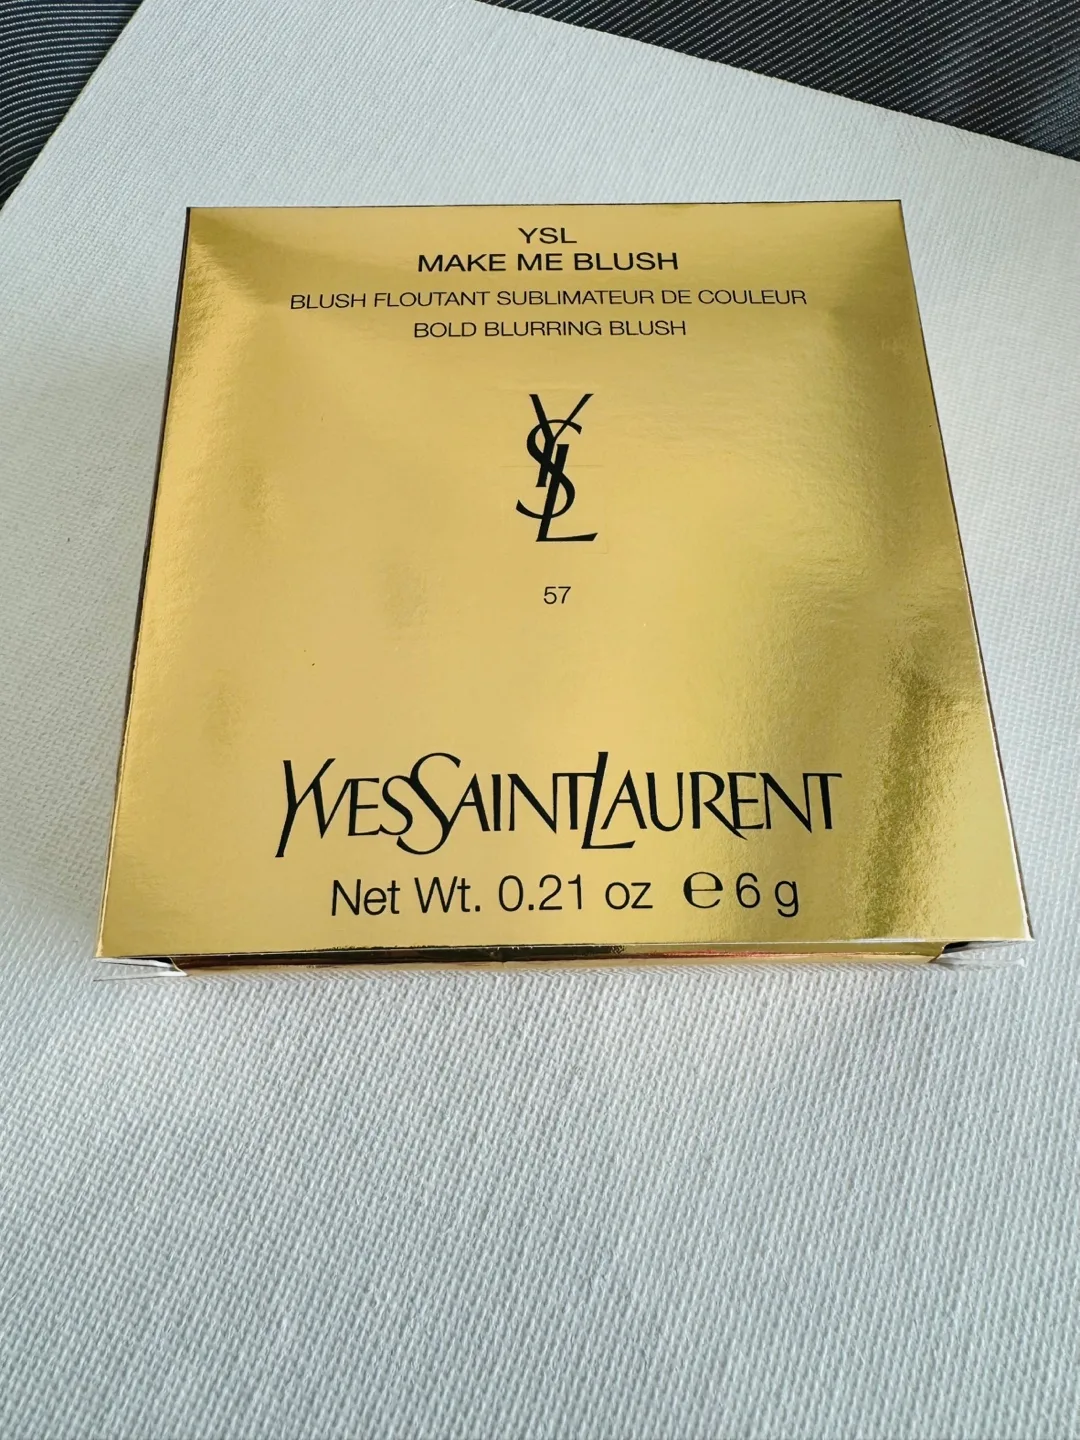 YSL
MAKE ME BLUSH
BLUSH FLOUTANT SUBLIMATEUR DE COULEUR
BOLD BLURRING BLUSH
YSL
57
YVESSAINTLAURENT
Net Wt. 0.21 oz ℮ 6 g